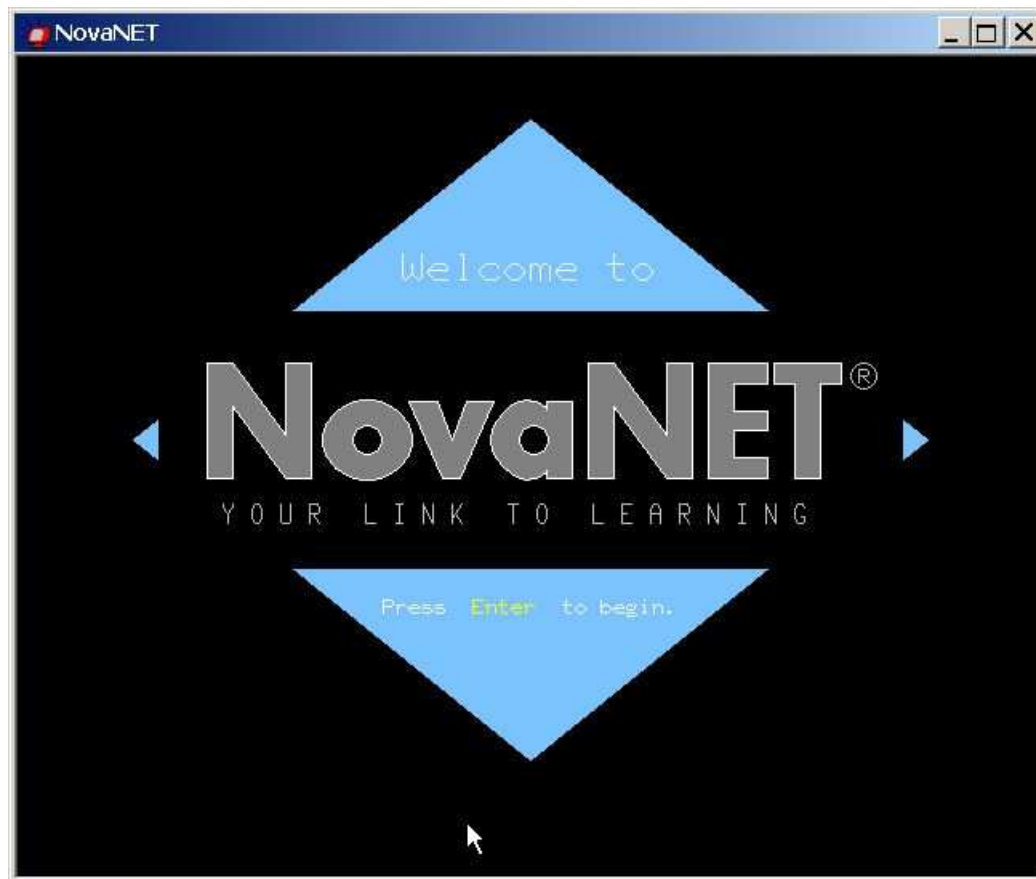 NovaNET
Welcome to
NovaNET®
YOUR LINK TO LEARNING
Press Enter to begin.